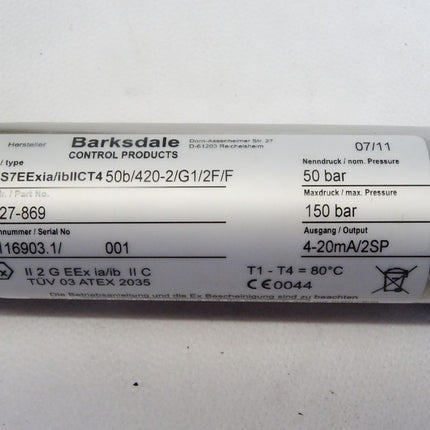 Hersteller
Barksdale
CONTROL PRODUCTS
Dorn-Assenheimer Str. 27
D-61203 Reichelsheim
07/11
/ type
S7EExia/ibIICT4 50b/420-2/G1/2F/F
Nenndruck / nom. Pressure
50 bar
r. / Part No.
27-869
Maxdruck / max. Pressure
150 bar
nnummer / Serial No
116903.1/ 001
Ausgang / Output
4-20mA/2SP
εx II 2 G EEx ia/ib II C
TÜV 03 ATEX 2035
T1 - T4 = 80°C
CE0044
Die Betriebsanleitung und das Ex Bescheinigung sind zu beachten